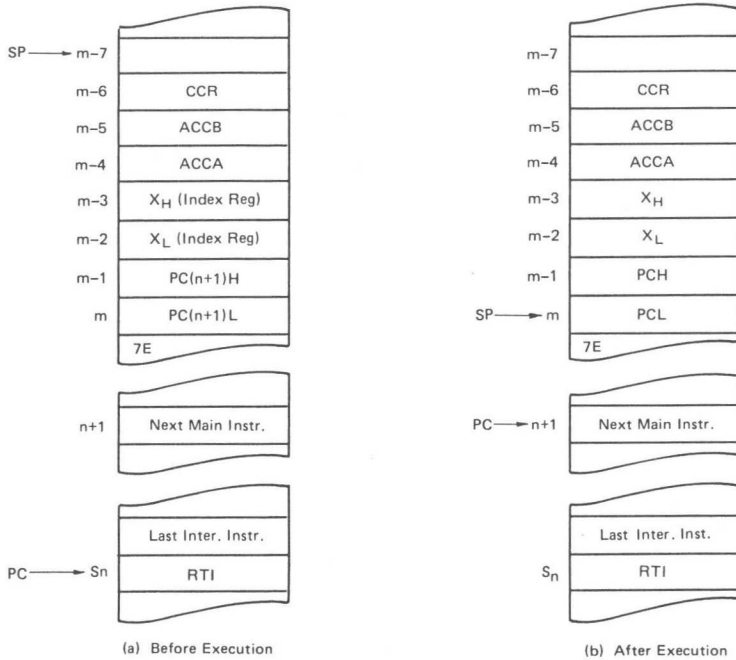 SP m-7
m-6 CCR
m-5 ACCB
m-4 ACCA
m-3 XH (Index Reg)
m-2 XL (Index Reg)
m-1 PC(n+1)H
m PC(n+1)L
7E
n+1 Next Main Instr.
Last Inter. Instr.
PC Sn RTI
(a) Before Execution
m-7
m-6 CCR
m-5 ACCB
m-4 ACCA
m-3 XH
m-2 XL
m-1 PCH
SP m PCL
7E
PC n+1 Next Main Instr.
Last Inter. Inst.
Sn RTI
(b) After Execution